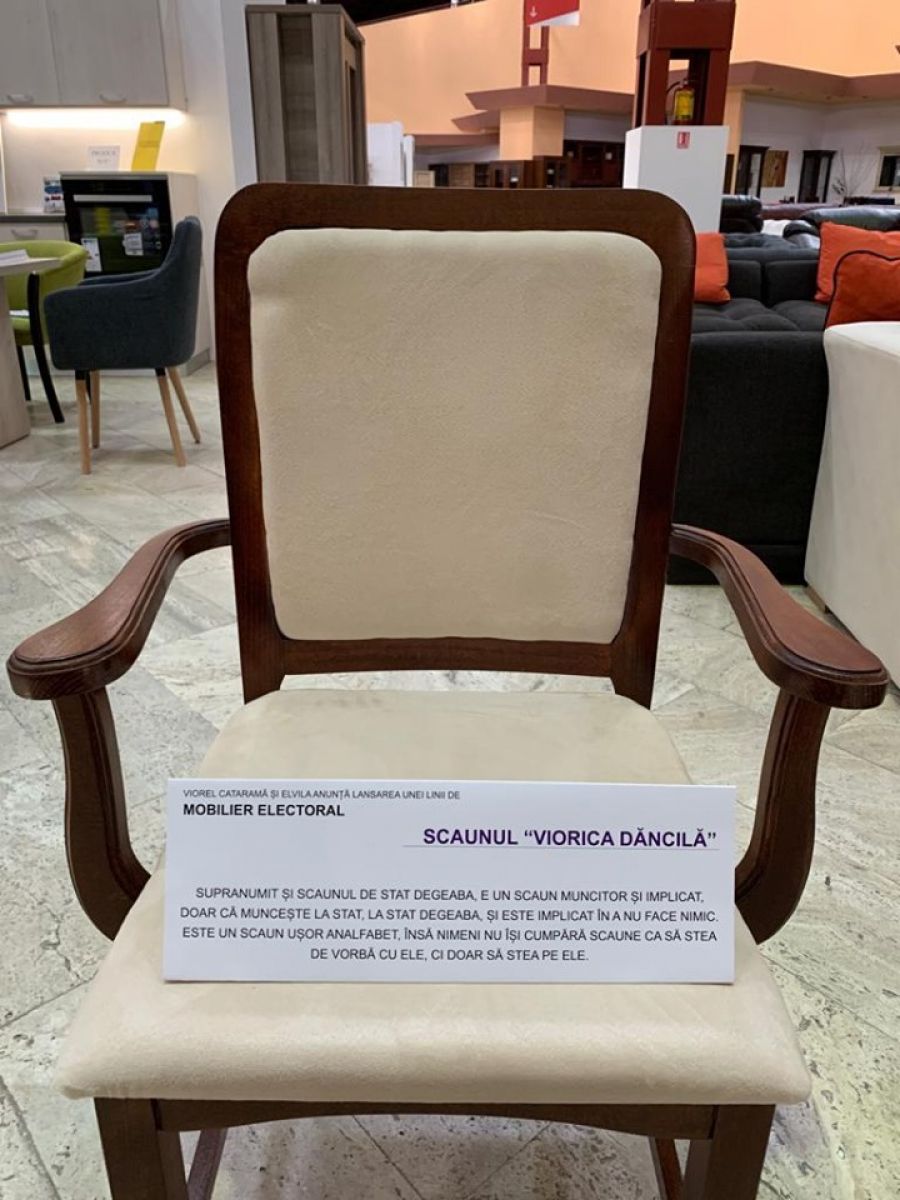 VIOREL CATARAMĂ ȘI ELVILA ANUNȚĂ LANSAREA UNEI LINII DE
MOBILIER ELECTORAL
SCAUNUL “VIORICA DĂNCILĂ”
SUPRANUMIT ȘI SCAUNUL DE STAT DEGEABA, E UN SCAUN MUNCITOR ȘI IMPLICAT,
DOAR CĂ MUNCEȘTE LA STAT, LA STAT DEGEABA, ȘI ESTE IMPLICAT ÎN A NU FACE NIMIC.
ESTE UN SCAUN UȘOR ANALFABET, ÎNSĂ NIMENI NU ÎȘI CUMPĂRĂ SCAUNE CA SĂ STEA
DE VORBĂ CU ELE, CI DOAR SĂ STEA PE ELE.